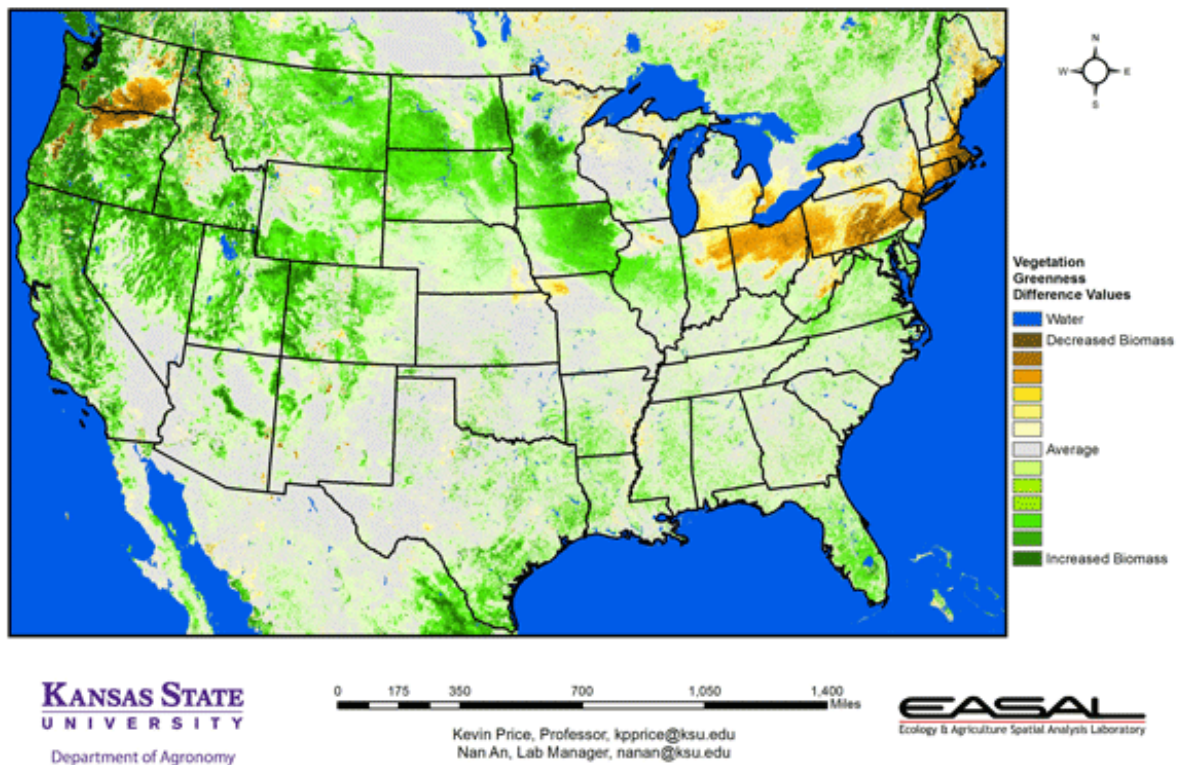 N
W E
S
Vegetation
Greenness
Difference Values
Water
Decreased Biomass
Average
Increased Biomass
KANSAS STATE
UNIVERSITY
Department of Agronomy
0 175 350 700 1,050 1,400
Miles
Kevin Price, Professor, kpprice@ksu.edu
Nan An, Lab Manager, nanan@ksu.edu
EASAL
Ecology & Agriculture Spatial Analysis Laboratory